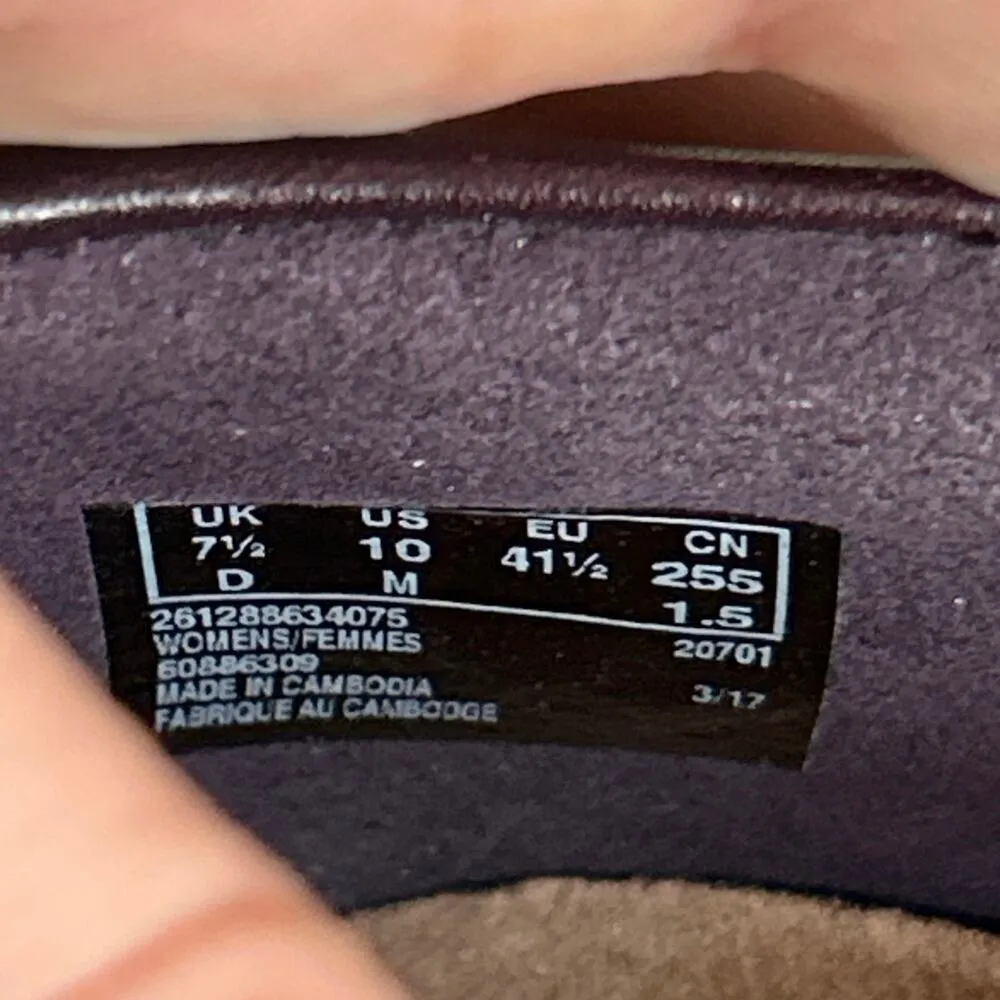 UK US EU CN
7½ 10 41½ 255
D M 1.5
261288634075 20701
WOMENS/FEMMES
60886309 3/17
MADE IN CAMBODIA
FABRIQUE AU CAMBODGE